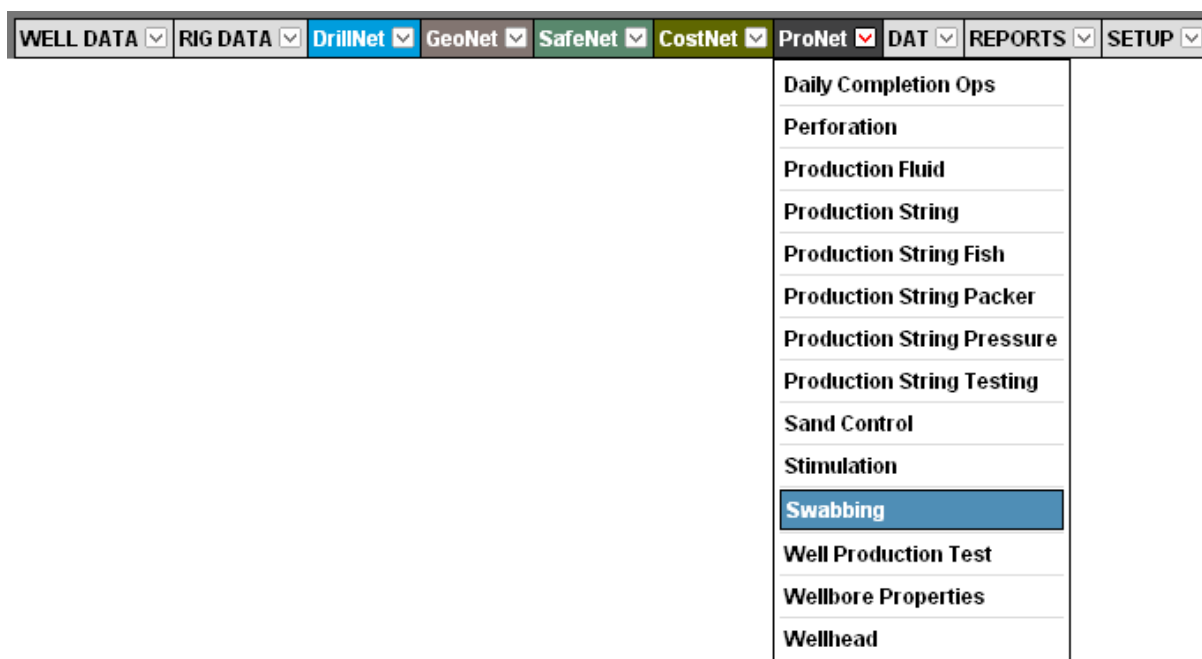 WELL DATA RIG DATA DrillNet GeoNet SafeNet CostNet ProNet DAT REPORTS SETUP
Daily Completion Ops
Perforation
Production Fluid
Production String
Production String Fish
Production String Packer
Production String Pressure
Production String Testing
Sand Control
Stimulation
Swabbing
Well Production Test
Wellbore Properties
Wellhead